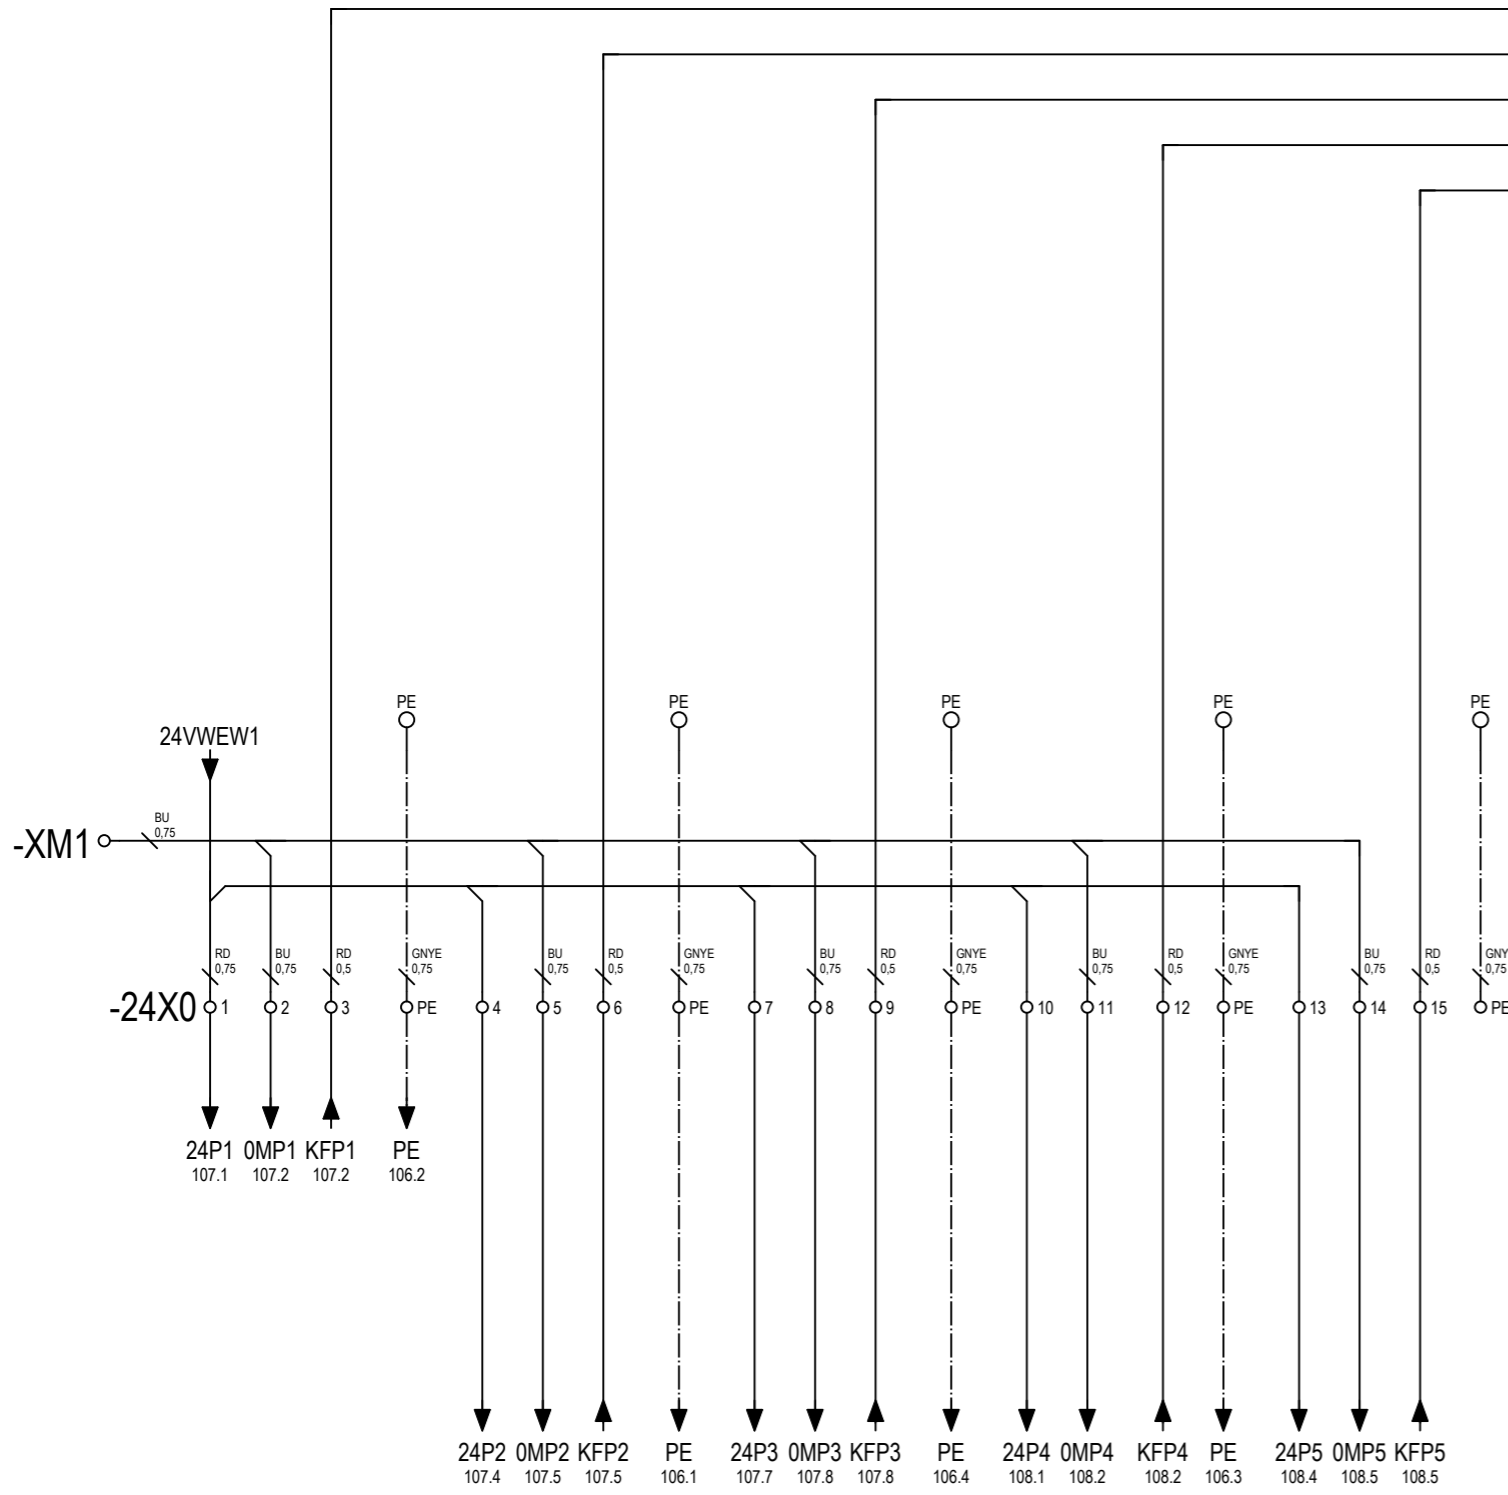 PE PE PE PE PE
24VWEW1
-XM1
BU
0,75
RD BU RD GNYE BU RD GNYE BU RD GNYE BU RD GNYE BU RD GNY
0,75 0,75 0,5 0,75 0,75 0,5 0,75 0,75 0,5 0,75 0,75 0,5 0,75 0,75 0,5 0,75
-24X0 1 2 3 PE 4 5 6 PE 7 8 9 PE 10 11 12 PE 13 14 15 PE
24P1 0MP1 KFP1 PE
107.1 107.2 107.2 106.2
24P2 0MP2 KFP2 PE 24P3 0MP3 KFP3 PE 24P4 0MP4 KFP4 PE 24P5 0MP5 KFP5
107.4 107.5 107.5 106.1 107.7 107.8 107.8 106.4 108.1 108.2 108.2 106.3 108.4 108.5 108.5